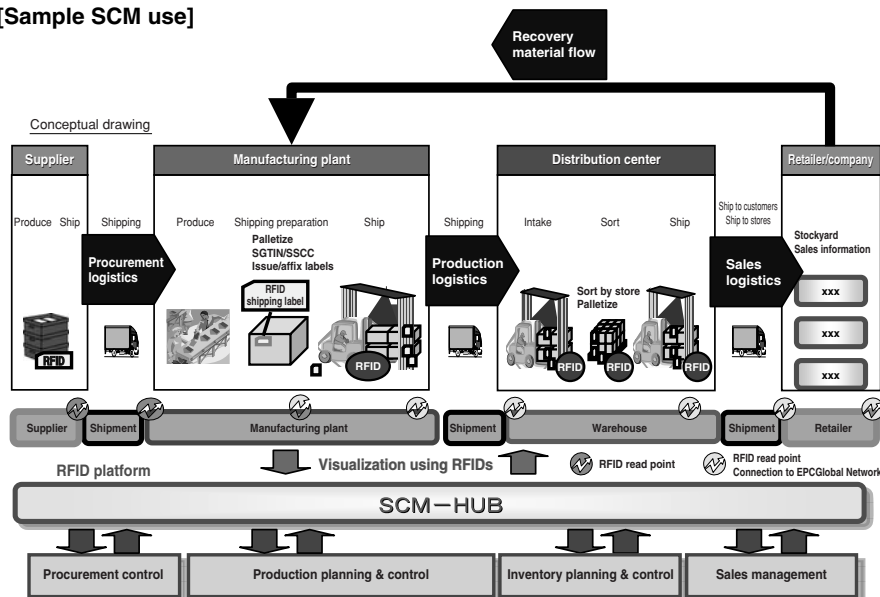 [Sample SCM use]
Recovery
material flow
Conceptual drawing
Supplier
Manufacturing plant
Distribution center
Retailer/company
Produce Ship
Shipping
Produce
Shipping preparation
Ship
Shipping
Intake
Sort
Ship
Ship to customers
Ship to stores
Palletize
SGTIN/SSCC
Issue/affix labels
Stockyard
Sales information
Procurement
logistics
Production
logistics
Sales
logistics
RFID
shipping label
Sort by store
Palletize
xxx
xxx
xxx
RFID
RFID
RFID
RFID
RFID
Supplier
Shipment
Manufacturing plant
Shipment
Warehouse
Shipment
Retailer
RFID platform
Visualization using RFIDs
RFID read point
RFID read point
Connection to EPCGlobal Network
SCM-HUB
Procurement control
Production planning & control
Inventory planning & control
Sales management